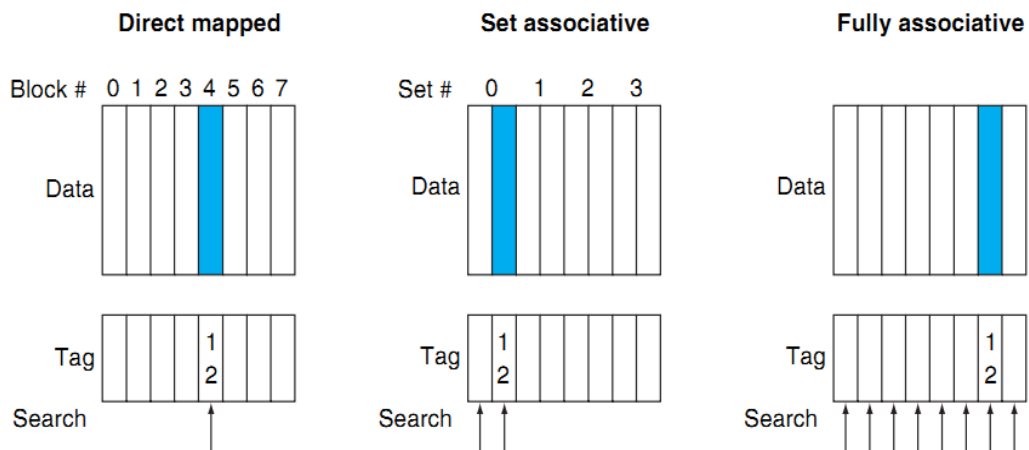 Direct mapped
Block # 0 1 2 3 4 5 6 7
Data
Tag
1
2
Search
Set associative
Set # 0 1 2 3
Data
Tag
1
2
Search
Fully associative
Data
Tag
1
2
Search